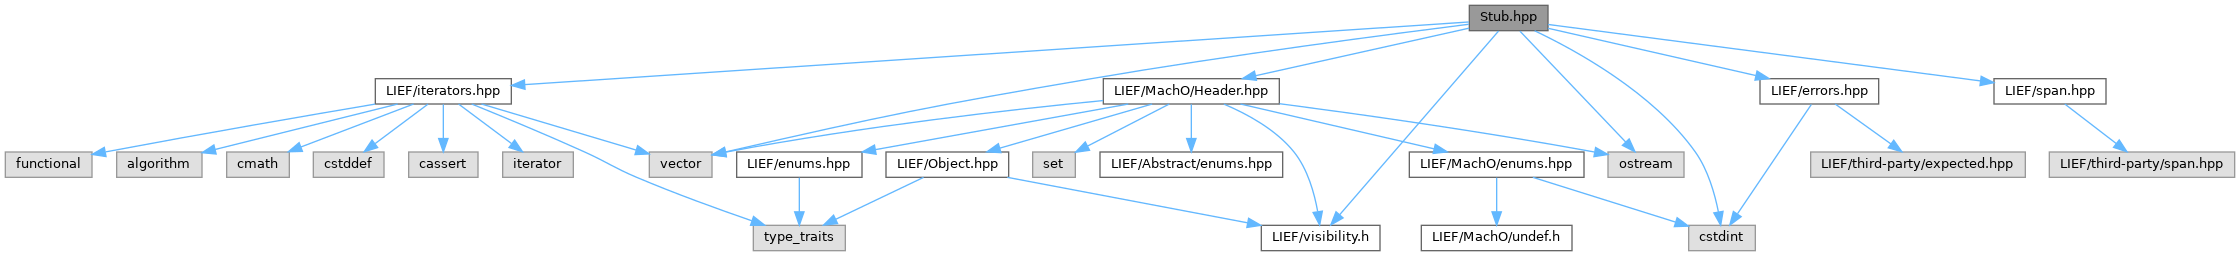 Stub.hpp
LIEF/iterators.hpp
LIEF/MachO/Header.hpp
LIEF/errors.hpp
LIEF/span.hpp
functional
algorithm
cmath
cstddef
cassert
iterator
vector
LIEF/enums.hpp
LIEF/Object.hpp
set
LIEF/Abstract/enums.hpp
LIEF/MachO/enums.hpp
ostream
LIEF/third-party/expected.hpp
LIEF/third-party/span.hpp
type_traits
LIEF/visibility.h
LIEF/MachO/undef.h
cstdint